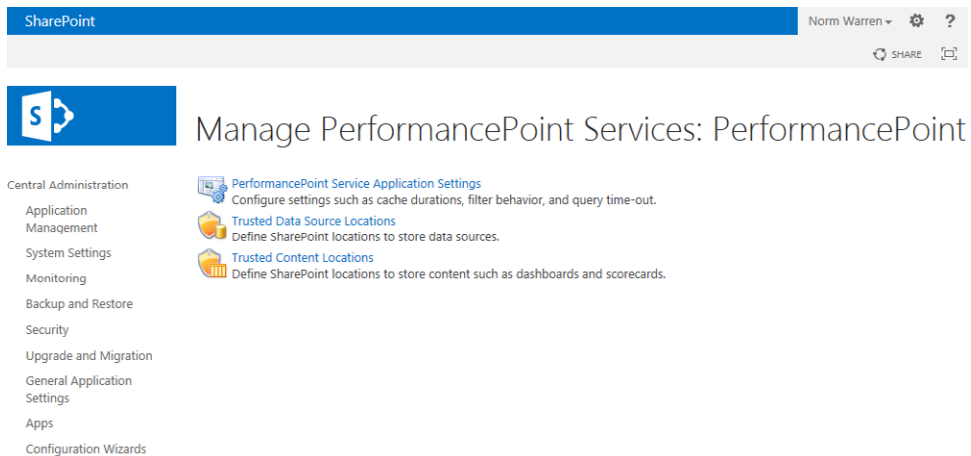 SharePoint
Norm Warren
?
SHARE
S
Manage PerformancePoint Services: PerformancePoint
Central Administration
Application
Management
System Settings
Monitoring
Backup and Restore
Security
Upgrade and Migration
General Application
Settings
Apps
Configuration Wizards
PerformancePoint Service Application Settings
Configure settings such as cache durations, filter behavior, and query time-out.
Trusted Data Source Locations
Define SharePoint locations to store data sources.
Trusted Content Locations
Define SharePoint locations to store content such as dashboards and scorecards.